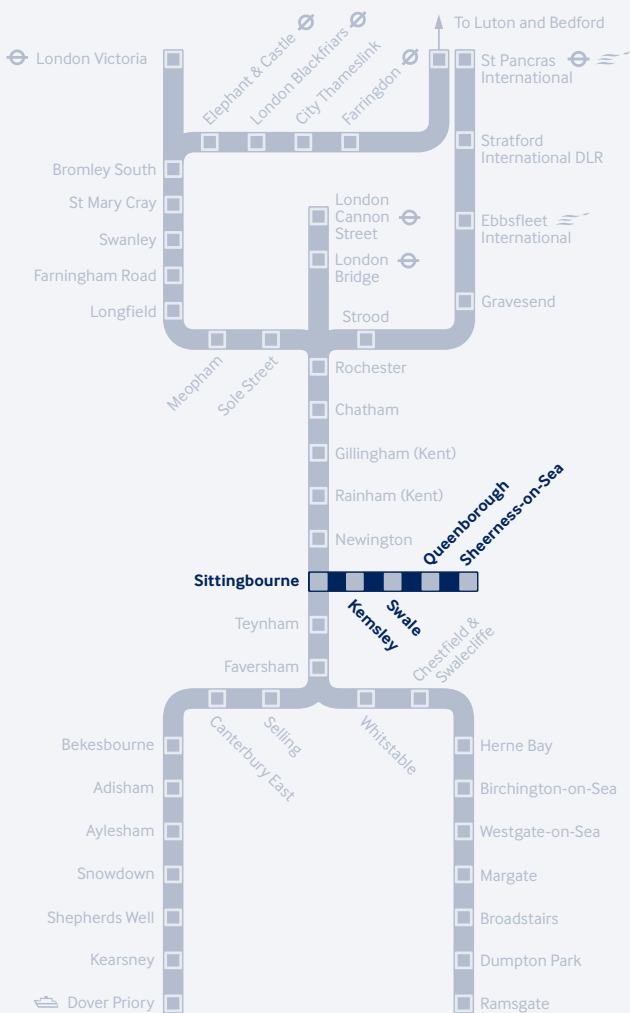 To Luton and Bedford
London Victoria
Elephant & Castle
London Blackfriars
City Thameslink
Farringdon
St Pancras
International
Stratford
International DLR
Bromley South
St Mary Cray
Swanley
Farningham Road
Longfield
London
Cannon
Street
London
Bridge
Ebbsfleet
International
Gravesend
Strood
Meopham
Sole Street
Rochester
Chatham
Gillingham (Kent)
Rainham (Kent)
Newington
Queenborough
Sheerness-on-Sea
Sittingbourne
Kemsley
Swale
Teynham
Chestfield &
Swalecliffe
Faversham
Canterbury East
Selling
Whitstable
Bekesbourne
Herne Bay
Adisham
Birchington-on-Sea
Aylesham
Westgate-on-Sea
Snowdown
Margate
Shepherds Well
Broadstairs
Kearsney
Dumpton Park
Dover Priory
Ramsgate